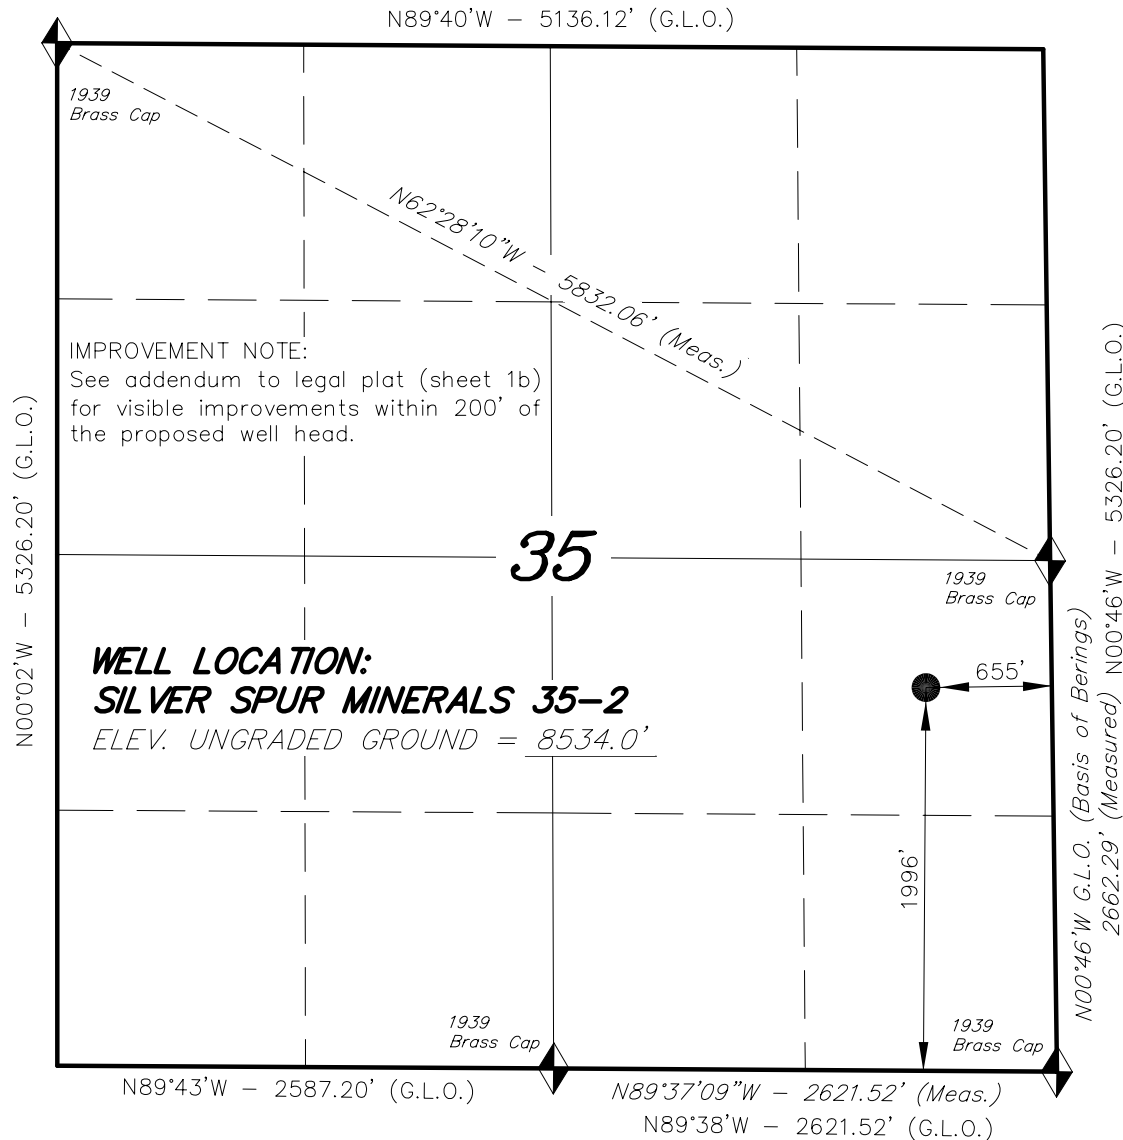 N89°40'W – 5136.12' (G.L.O.)
1939
Brass Cap
N62°28'10"W – 5832.06' (Meas.)
IMPROVEMENT NOTE:
See addendum to legal plat (sheet 1b)
for visible improvements within 200' of
the proposed well head.
N00°02'W – 5326.20' (G.L.O.)
N00°46'W – 5326.20' (G.L.O.)
35
1939
Brass Cap
WELL LOCATION:
SILVER SPUR MINERALS 35–2
ELEV. UNGRADED GROUND = 8534.0'
655'
1996'
N00°46'W G.L.O. (Basis of Berings)
2662.29' (Measured)
1939
Brass Cap
1939
Brass Cap
N89°43'W – 2587.20' (G.L.O.)
N89°37'09"W – 2621.52' (Meas.)
N89°38'W – 2621.52' (G.L.O.)